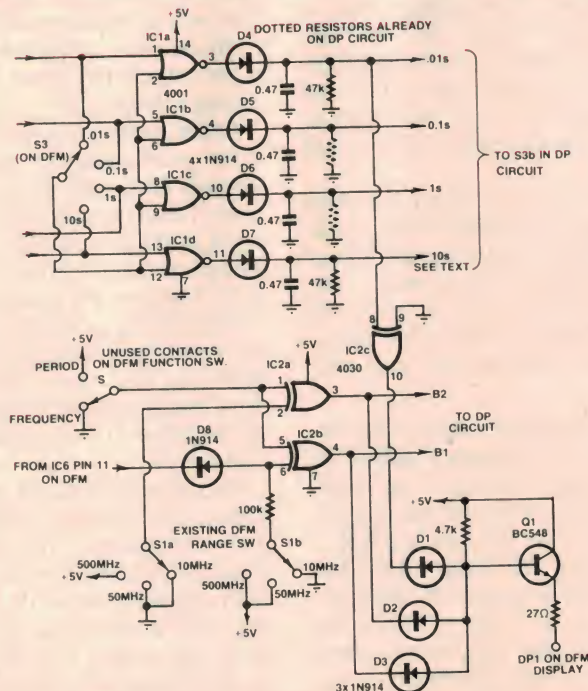 IC1a
+5V
14
1
2
3
D4
DOTTED RESISTORS ALREADY
ON DP CIRCUIT
.01s
4001
0.47
47k
IC1b
5
6
4
D5
0.1s
4x1N914
0.47
S3
(ON DFM)
.01s
0.1s
1s
10s
TO S3b IN DP
CIRCUIT
IC1c
8
9
10
D6
1s
0.47
IC1d
13
12
11
7
D7
10s
SEE TEXT
0.47
47k
8
9
IC2c
4030
10
UNUSED CONTACTS
ON DFM FUNCTION SW.
+5V
PERIOD
S
FREQUENCY
IC2a
+5V
1
2
3
B2
TO DP
CIRCUIT
IC2b
5
6
4
7
B1
D8
1N914
FROM IC6 PIN 11
ON DFM
100k
EXISTING DFM
RANGE SW
S1a
500MHz
+5V
10MHz
50MHz
S1b
500MHz
10MHz
50MHz
+5V
+5V
4.7k
Q1
BC548
D1
D2
D3
3x1N914
27Ω
DP1 ON DFM
DISPLAY